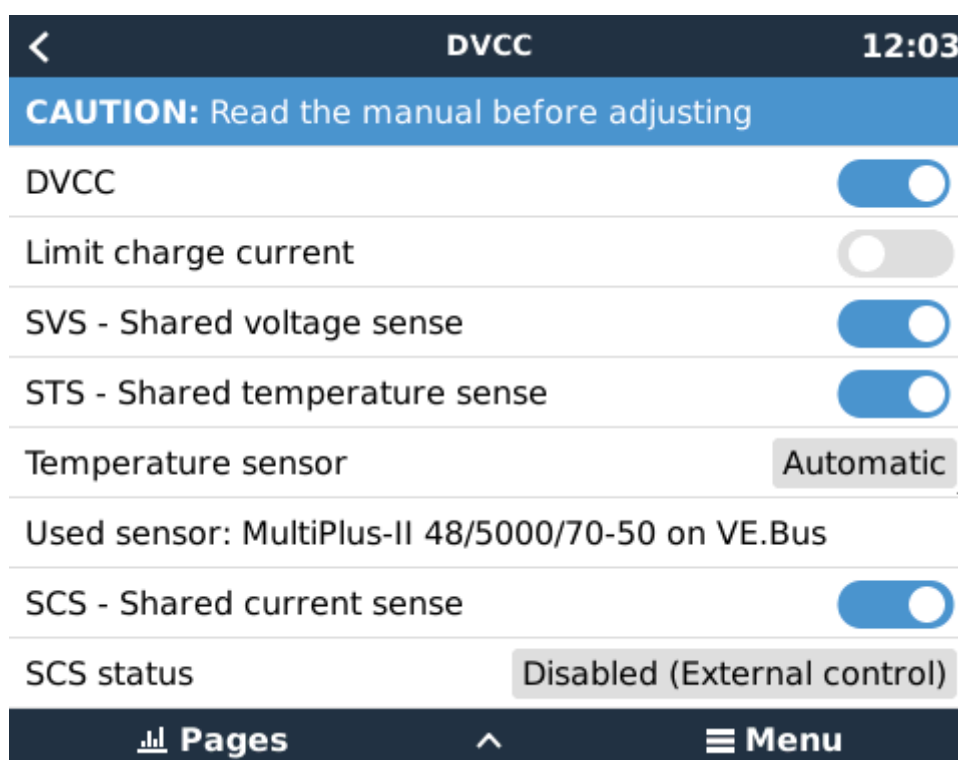 DVCC 12:03
CAUTION: Read the manual before adjusting
DVCC
Limit charge current
SVS - Shared voltage sense
STS - Shared temperature sense
Temperature sensor Automatic
Used sensor: MultiPlus-II 48/5000/70-50 on VE.Bus
SCS - Shared current sense
SCS status Disabled (External control)
Pages Menu